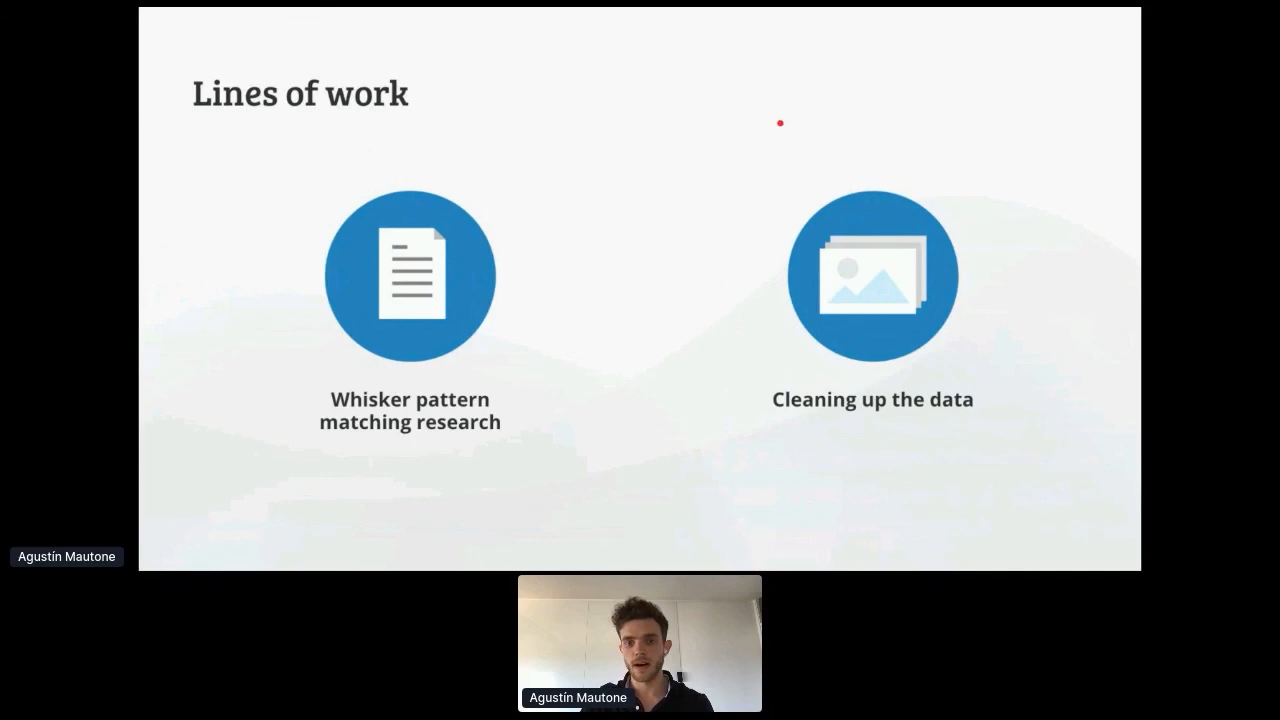 Lines of work
Whisker pattern
matching research
Cleaning up the data
Agustín Mautone
Agustín Mautone